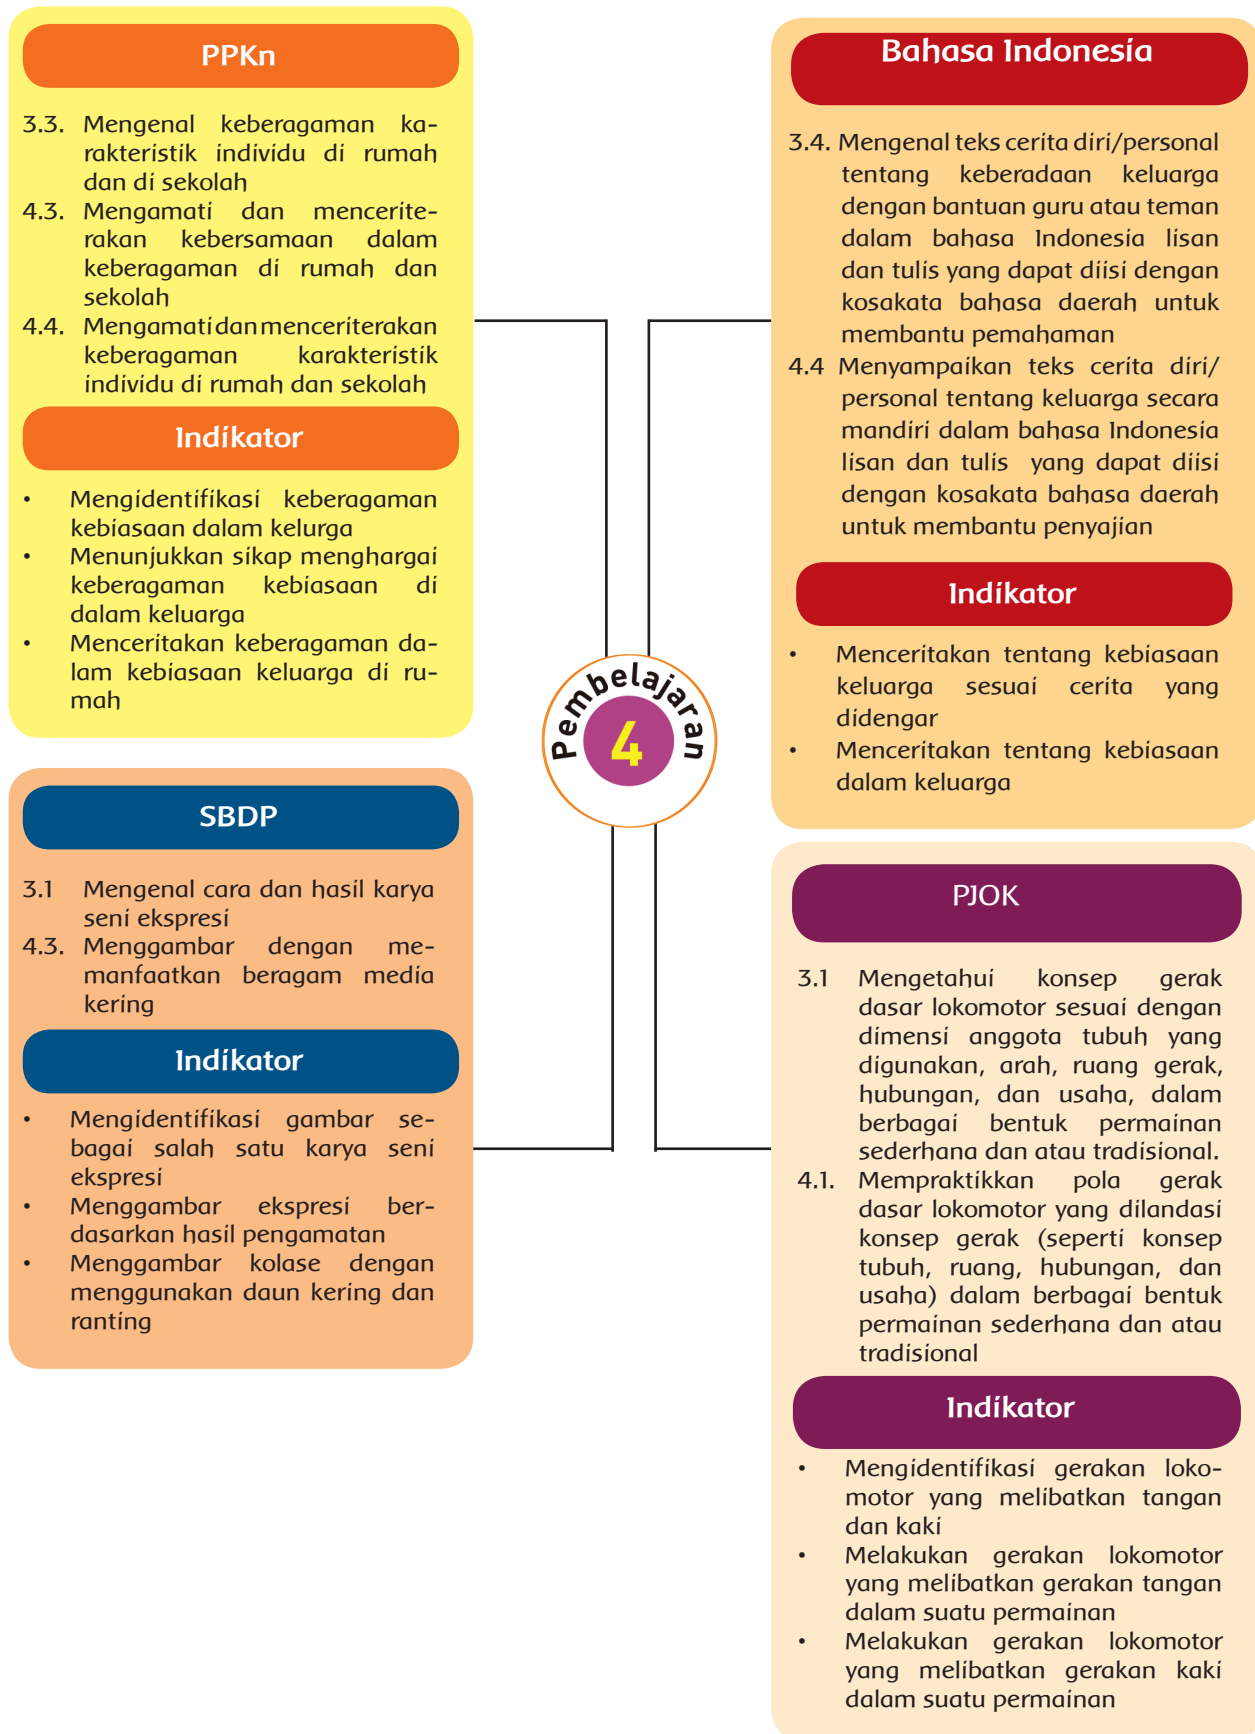 PPKn
3.3. Mengenal keberagaman ka-
rakteristik individu di rumah
dan di sekolah
4.3. Mengamati dan mencerite-
rakan kebersamaan dalam
keberagaman di rumah dan
sekolah
4.4. Mengamati dan menceriterakan
keberagaman karakteristik
individu di rumah dan sekolah
Indikator
• Mengidentifikasi keberagaman
kebiasaan dalam kelurga
• Menunjukkan sikap menghargai
keberagaman kebiasaan di
dalam keluarga
• Menceritakan keberagaman da-
lam kebiasaan keluarga di ru-
mah
Bahasa Indonesia
3.4. Mengenal teks cerita diri/personal
tentang keberadaan keluarga
dengan bantuan guru atau teman
dalam bahasa Indonesia lisan
dan tulis yang dapat diisi dengan
kosakata bahasa daerah untuk
membantu pemahaman
4.4 Menyampaikan teks cerita diri/
personal tentang keluarga secara
mandiri dalam bahasa Indonesia
lisan dan tulis yang dapat diisi
dengan kosakata bahasa daerah
untuk membantu penyajian
Indikator
• Menceritakan tentang kebiasaan
keluarga sesuai cerita yang
didengar
• Menceritakan tentang kebiasaan
dalam keluarga
Pembelajaran
4
SBDP
3.1 Mengenal cara dan hasil karya
seni ekspresi
4.3. Menggambar dengan me-
manfaatkan beragam media
kering
Indikator
• Mengidentifikasi gambar se-
bagai salah satu karya seni
ekspresi
• Menggambar ekspresi ber-
dasarkan hasil pengamatan
• Menggambar kolase dengan
menggunakan daun kering dan
ranting
PJOK
3.1 Mengetahui konsep gerak
dasar lokomotor sesuai dengan
dimensi anggota tubuh yang
digunakan, arah, ruang gerak,
hubungan, dan usaha, dalam
berbagai bentuk permainan
sederhana dan atau tradisional.
4.1. Mempraktikkan pola gerak
dasar lokomotor yang dilandasi
konsep gerak (seperti konsep
tubuh, ruang, hubungan, dan
usaha) dalam berbagai bentuk
permainan sederhana dan atau
tradisional
Indikator
• Mengidentifikasi gerakan loko-
motor yang melibatkan tangan
dan kaki
• Melakukan gerakan lokomotor
yang melibatkan gerakan tangan
dalam suatu permainan
• Melakukan gerakan lokomotor
yang melibatkan gerakan kaki
dalam suatu permainan